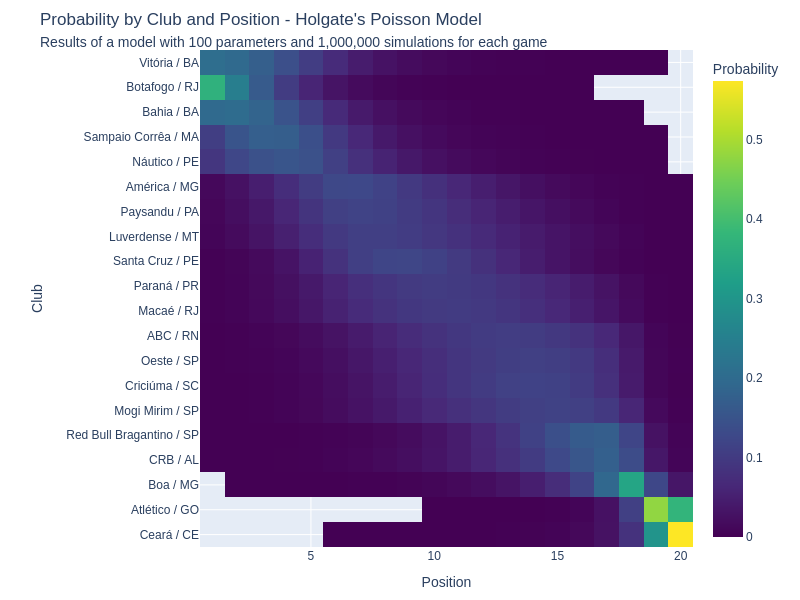 Probability by Club and Position - Holgate's Poisson Model
Results of a model with 100 parameters and 1,000,000 simulations for each game
Probability
Club
Vitória / BA
Botafogo / RJ
Bahia / BA
Sampaio Corrêa / MA
Náutico / PE
América / MG
Paysandu / PA
Luverdense / MT
Santa Cruz / PE
Paraná / PR
Macaé / RJ
ABC / RN
Oeste / SP
Criciúma / SC
Mogi Mirim / SP
Red Bull Bragantino / SP
CRB / AL
Boa / MG
Atlético / GO
Ceará / CE
0.5
0.4
0.3
0.2
0.1
0
5
10
15
20
Position